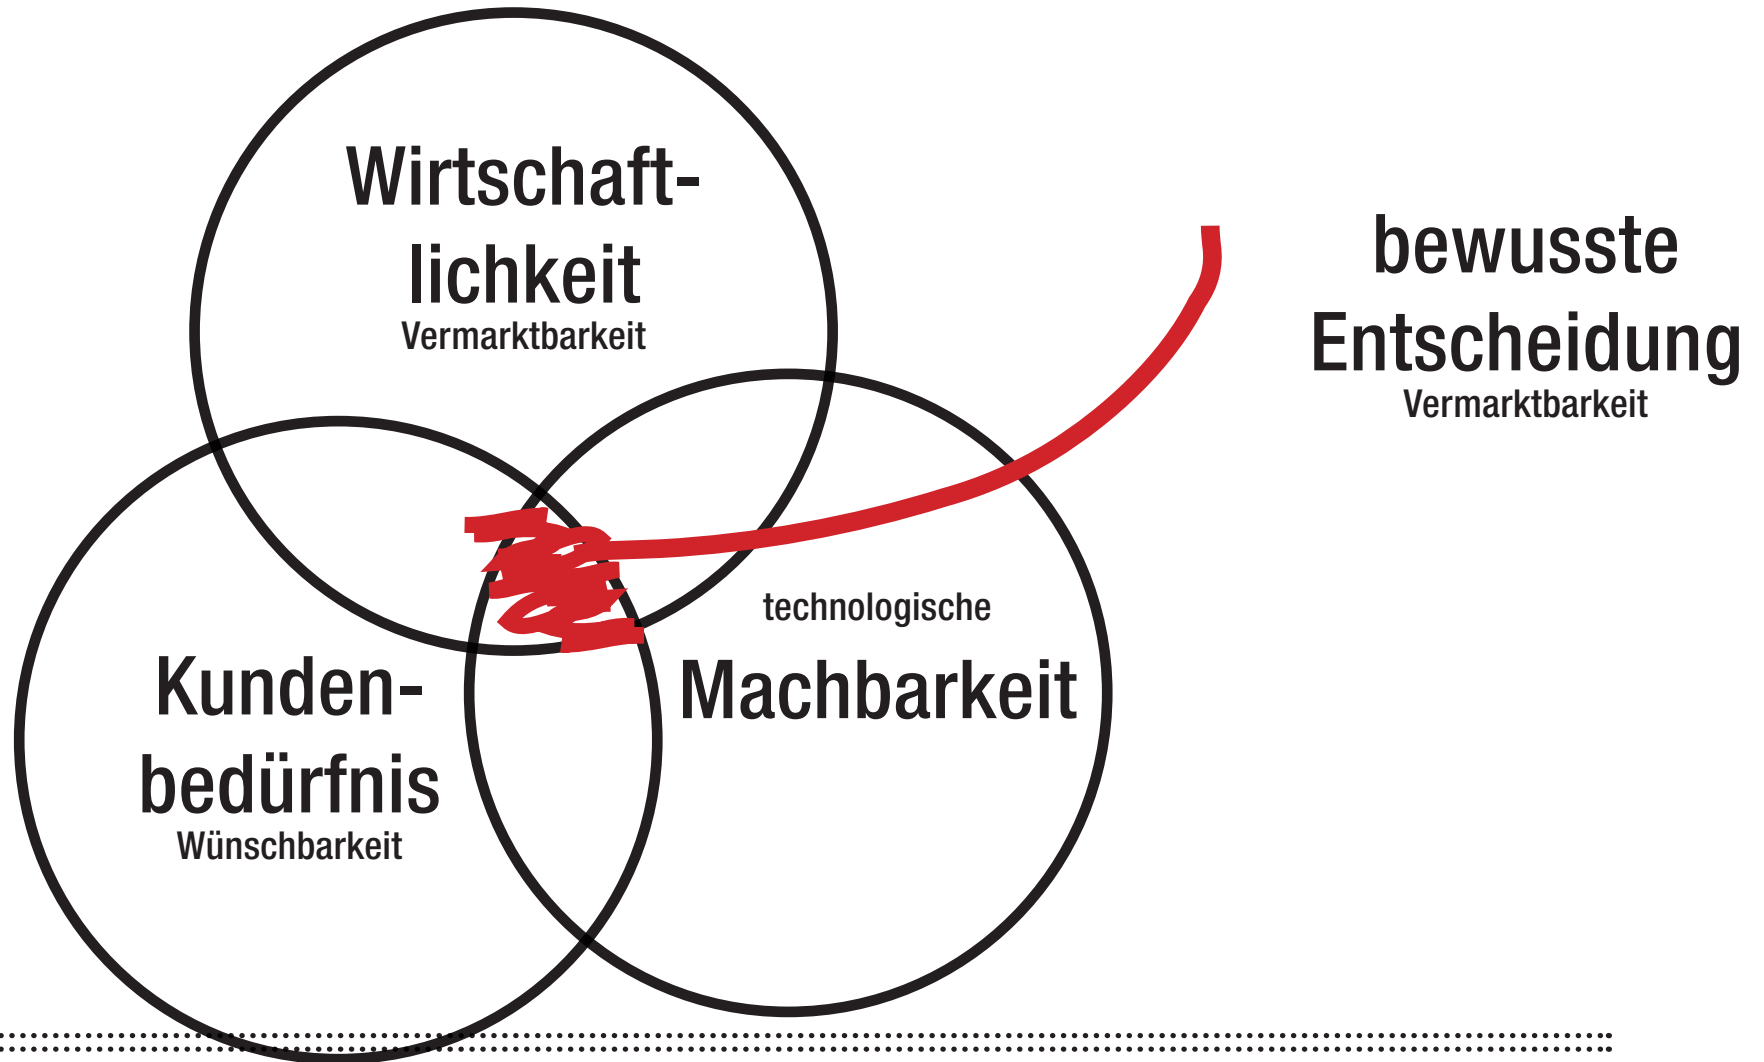 Wirtschaft-
lichkeit
Vermarktbarkeit
bewusste
Entscheidung
Vermarktbarkeit
technologische
Machbarkeit
Kunden-
bedürfnis
Wünschbarkeit